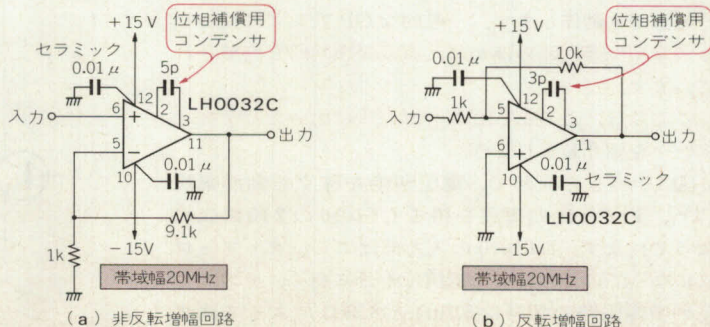 +15V
位相補償用
コンデンサ
セラミック
0.01μ
5p
LH0032C
12
2
3
入力
6
+
5
−
11
出力
10
0.01μ
−15V
9.1k
1k
帯域幅20MHz
(a) 非反転増幅回路
+15V
位相補償用
コンデンサ
0.01μ
10k
3p
入力
1k
12
2
3
5
−
6
+
11
出力
10
0.01μ
セラミック
LH0032C
−15V
帯域幅20MHz
(b) 反転増幅回路